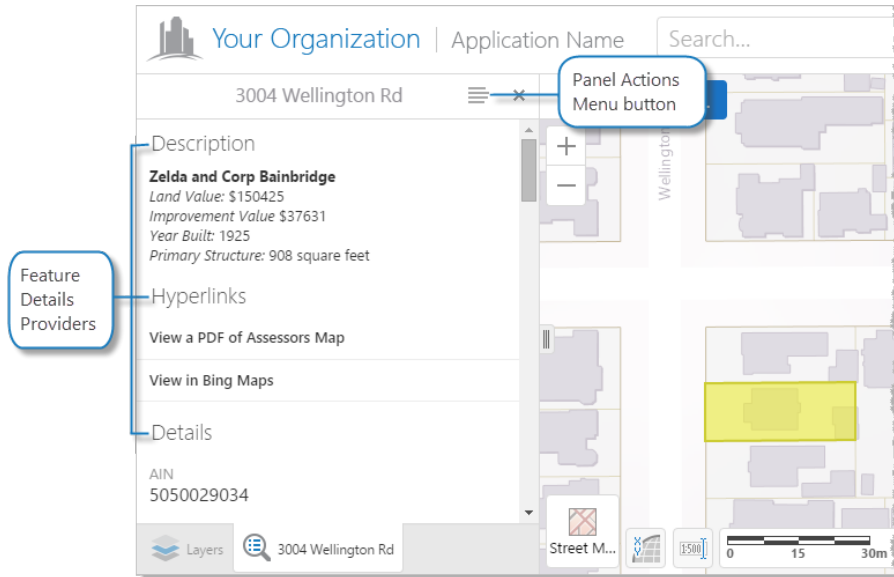 Your Organization | Application Name
Search...
3004 Wellington Rd
Panel Actions
Menu button
Description
Zelda and Corp Bainbridge
Land Value: $150425
Improvement Value $37631
Year Built: 1925
Primary Structure: 908 square feet
Feature
Details
Providers
Hyperlinks
View a PDF of Assessors Map
View in Bing Maps
Details
AIN
5050029034
Layers
3004 Wellington Rd
Wellington
Street M...
X
Y
1:500
0 15 30m